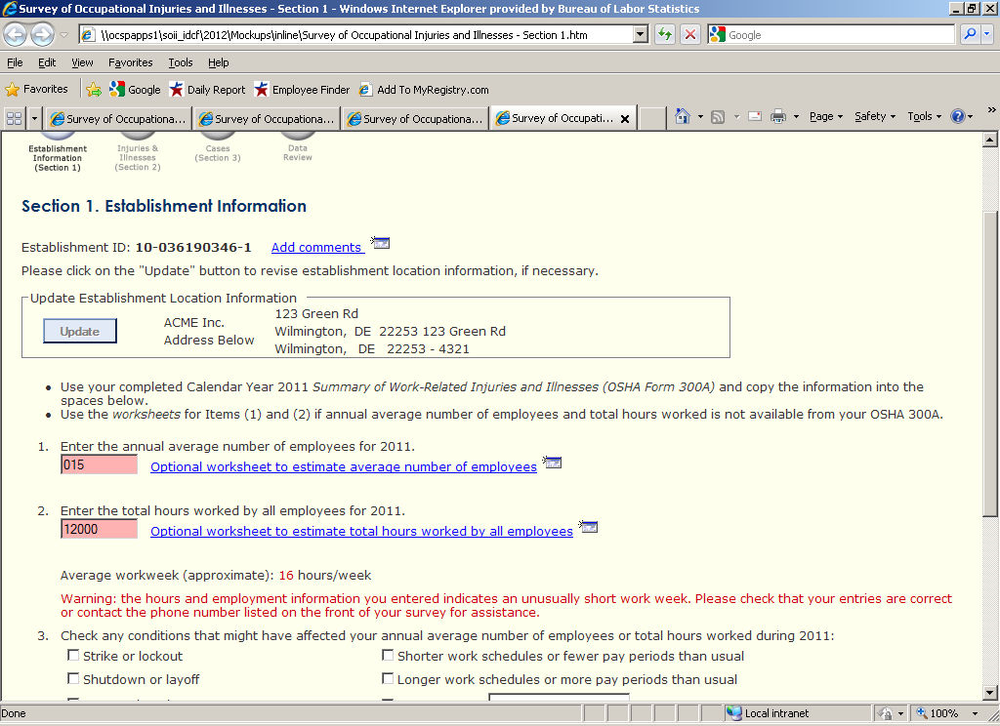 Survey of Occupational Injuries and Illnesses - Section 1 - Windows Internet Explorer provided by Bureau of Labor Statistics
\\ocspapps1\soii_idcf\2012\Mockups\inline\Survey of Occupational Injuries and Illnesses - Section 1.htm
Google
File Edit View Favorites Tools Help
Favorites Google Daily Report Employee Finder Add To MyRegistry.com
Survey of Occupationa... Survey of Occupationa... Survey of Occupationa... Survey of Occupati... Page Safety Tools »
Establishment Information (Section 1)
Injuries & Illnesses (Section 2)
Cases (Section 3)
Data Review
Section 1. Establishment Information
Establishment ID: 10-036190346-1 Add comments
Please click on the "Update" button to revise establishment location information, if necessary.
Update Establishment Location Information
Update
ACME Inc.
Address Below
123 Green Rd
Wilmington, DE 22253 123 Green Rd
Wilmington, DE 22253 - 4321
• Use your completed Calendar Year 2011 Summary of Work-Related Injuries and Illnesses (OSHA Form 300A) and copy the information into the
spaces below.
• Use the worksheets for Items (1) and (2) if annual average number of employees and total hours worked is not available from your OSHA 300A.
1. Enter the annual average number of employees for 2011.
015 Optional worksheet to estimate average number of employees
2. Enter the total hours worked by all employees for 2011.
12000 Optional worksheet to estimate total hours worked by all employees
Average workweek (approximate): 16 hours/week
Warning: the hours and employment information you entered indicates an unusually short work week. Please check that your entries are correct
or contact the phone number listed on the front of your survey for assistance.
3. Check any conditions that might have affected your annual average number of employees or total hours worked during 2011:
Strike or lockout Shorter work schedules or fewer pay periods than usual
Shutdown or layoff Longer work schedules or more pay periods than usual
Done Local intranet 100%